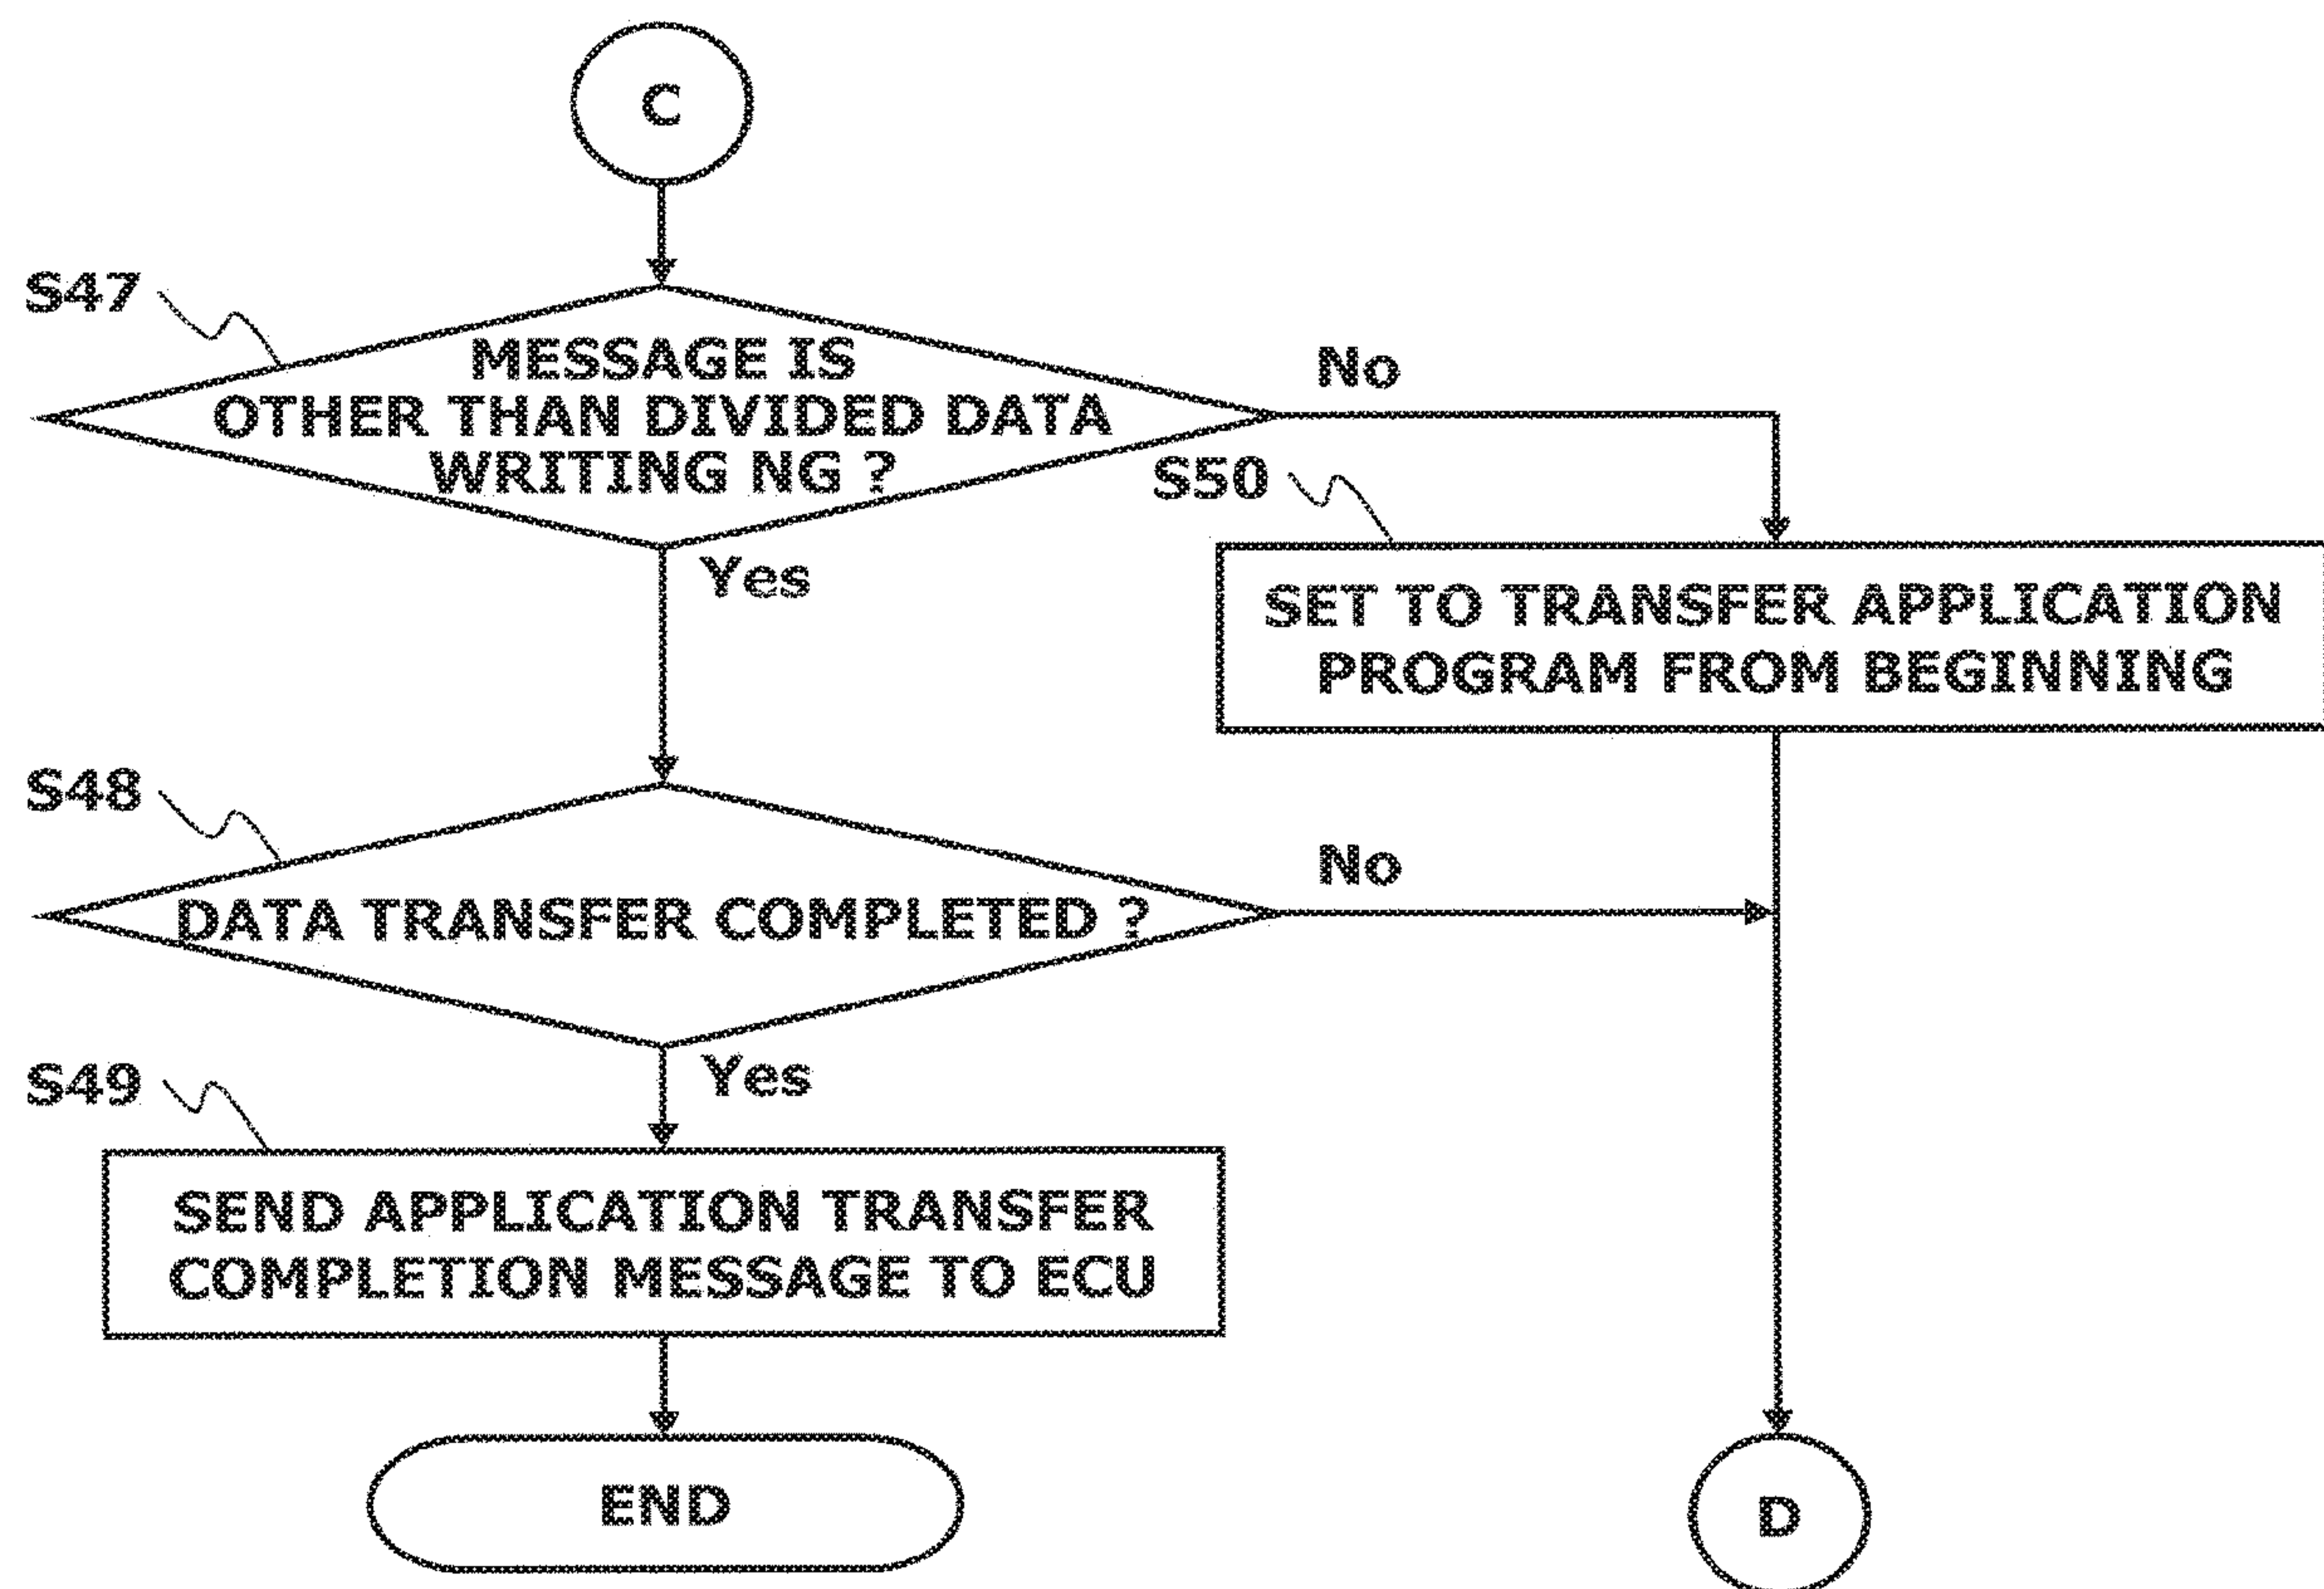 C
S47
MESSAGE IS
OTHER THAN DIVIDED DATA
WRITING NG ?
No
Yes
S50
SET TO TRANSFER APPLICATION
PROGRAM FROM BEGINNING
S48
DATA TRANSFER COMPLETED ?
No
Yes
S49
SEND APPLICATION TRANSFER
COMPLETION MESSAGE TO ECU
END
D